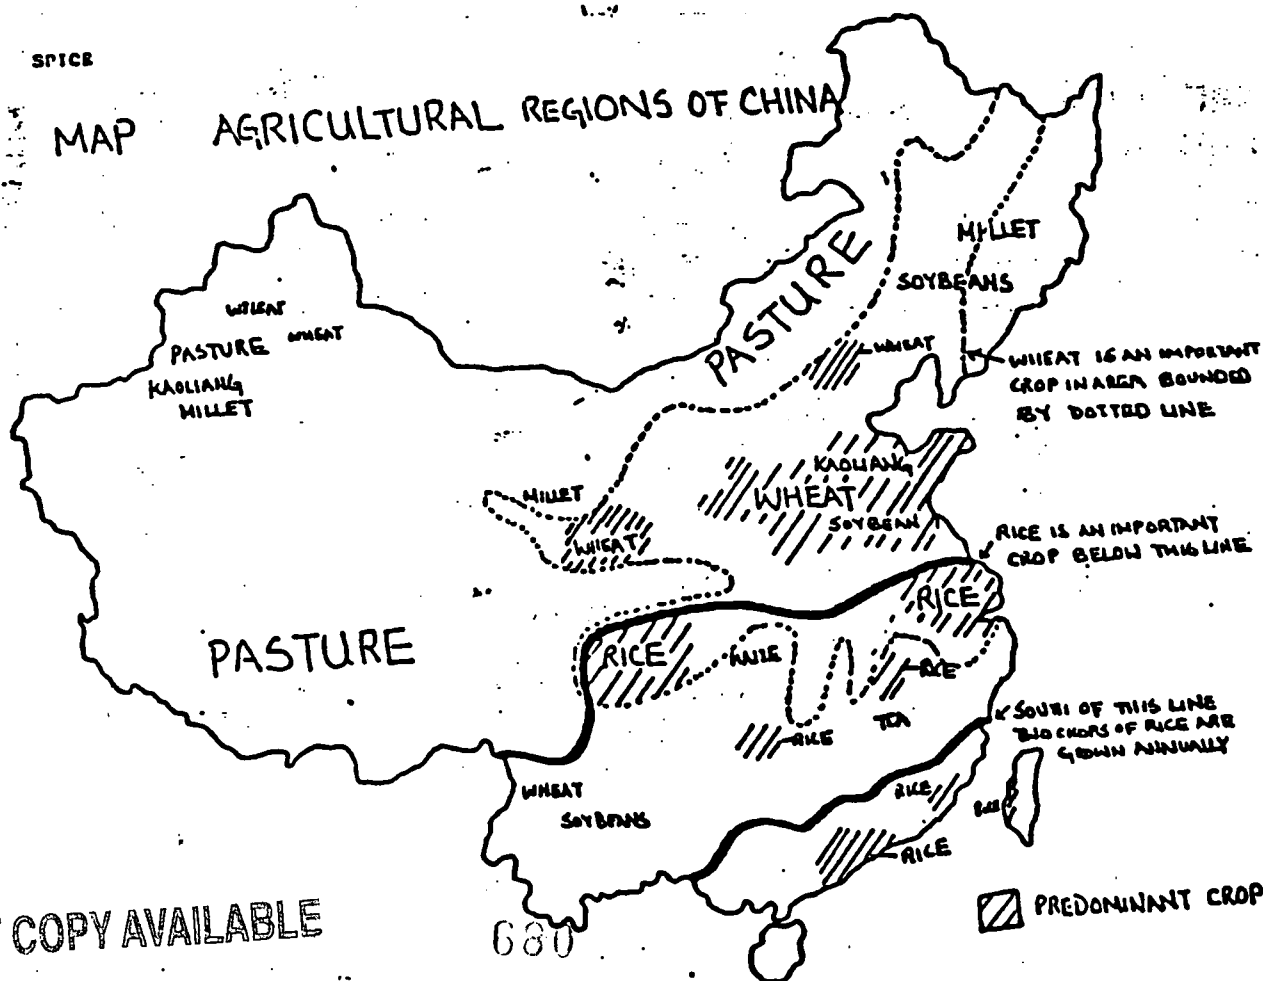 SPICE
MAP AGRICULTURAL REGIONS OF CHINA
MILLET
SOYBEANS
PASTURE
WHEAT
WHEAT
PASTURE
KAOLIANG
MILLET
WHEAT
WHEAT IS AN IMPORTANT
CROP IN AREA BOUNDED
BY DOTTED LINE
KAOLIANG
WHEAT
SOYBEAN
MILLET
WHEAT
RICE IS AN IMPORTANT
CROP BELOW THIS LINE
RICE
PASTURE
RICE
MAIZE
RICE
TEA
RICE
SOUTH OF THIS LINE
TWO CROPS OF RICE ARE
GROWN ANNUALLY
WHEAT
SOYBEANS
RICE
RICE
RICE
PREDOMINANT CROP
COPY AVAILABLE
680